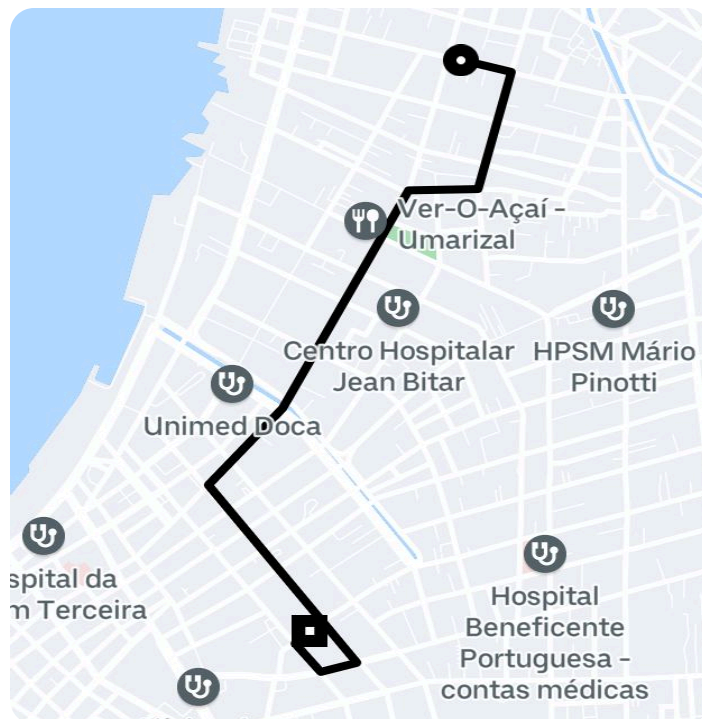 Ver-O-Açaí -
Umarizal
Centro Hospitalar
Jean Bitar
HPSM Mário
Pinotti
Unimed Doca
spital da
m Terceira
Hospital
Beneficente
Portuguesa -
contas médicas